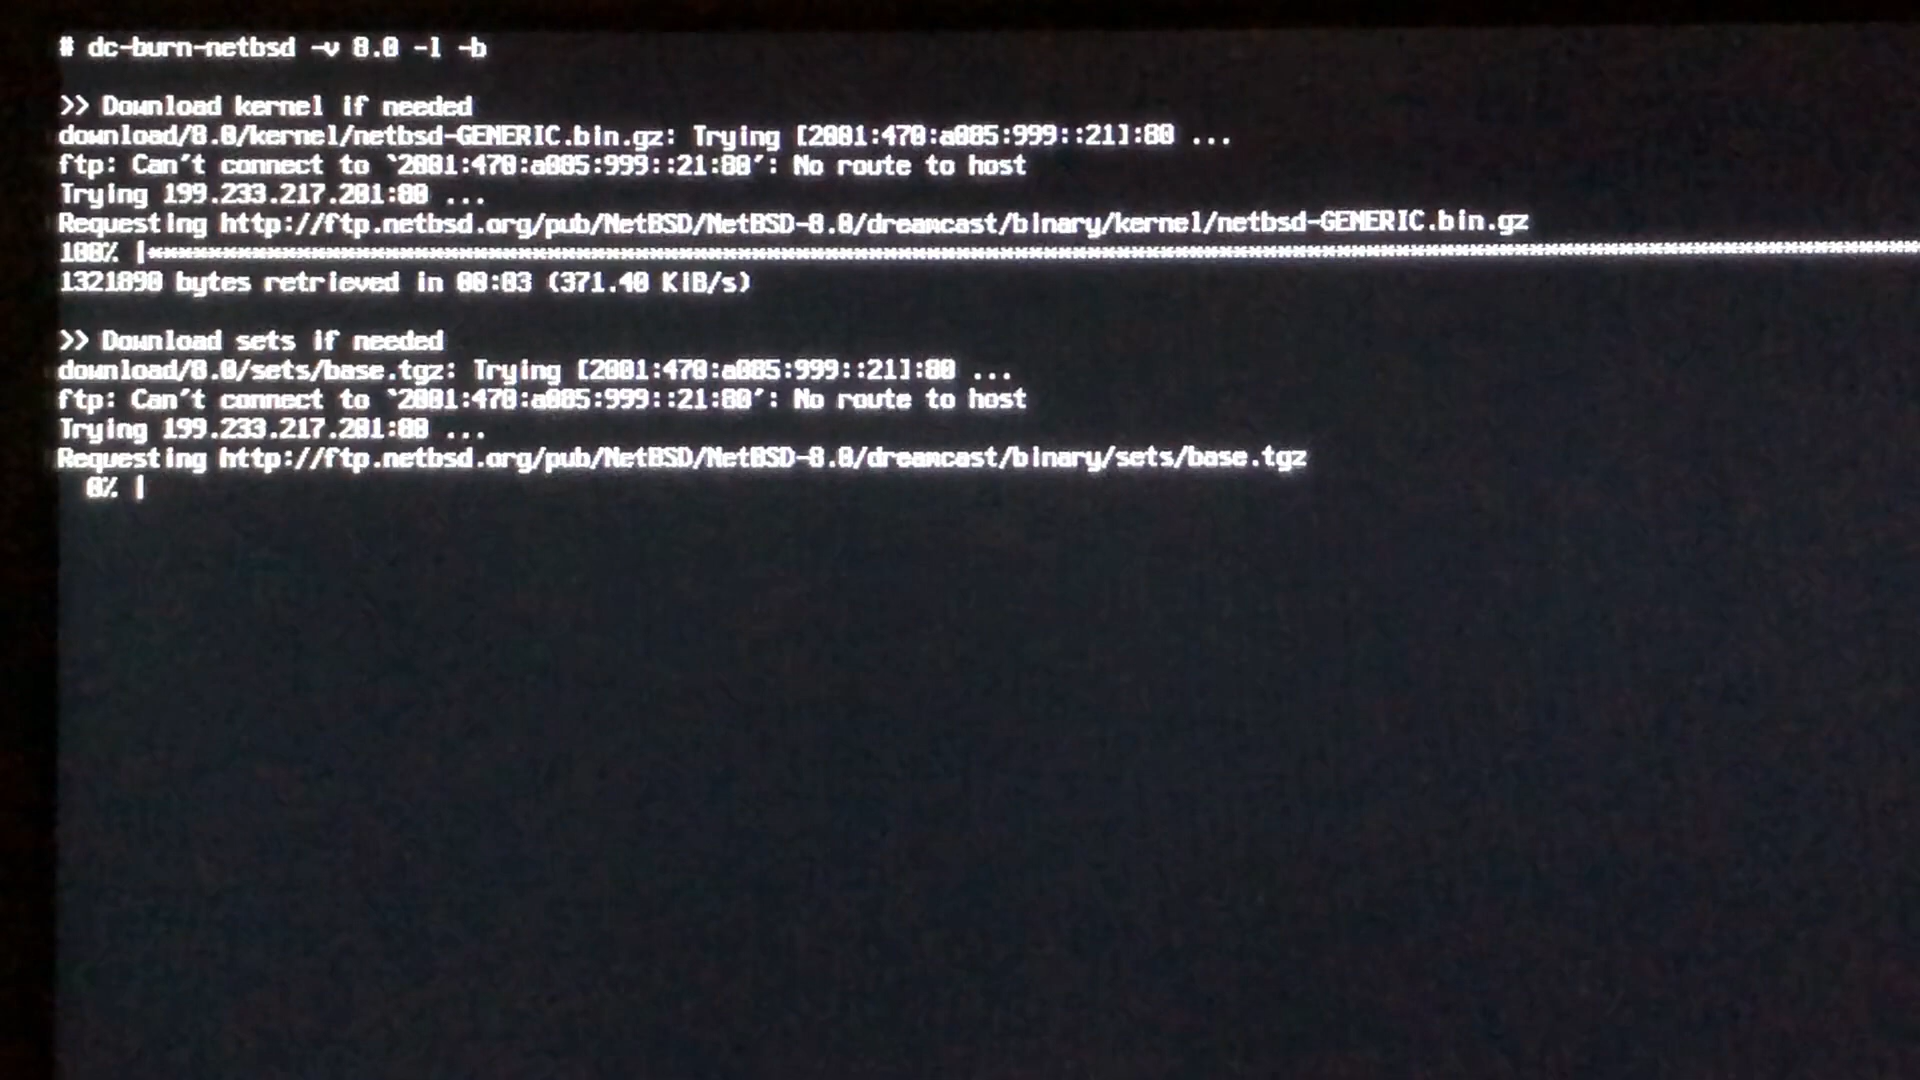 # dc-burn-netbsd -v 8.0 -l -b
>> Download kernel if needed
download/8.0/kernel/netbsd-GENERIC.bin.gz: Trying [2001:470:a085:999::21]:80 ...
ftp: Can't connect to `2001:470:a085:999::21:80': No route to host
Trying 199.233.217.201:80 ...
Requesting http://ftp.netbsd.org/pub/NetBSD/NetBSD-8.0/dreamcast/binary/kernel/netbsd-GENERIC.bin.gz
100% |***********************************************************************************************************************
1321890 bytes retrieved in 00:03 (371.40 KiB/s)
>> Download sets if needed
download/8.0/sets/base.tgz: Trying [2001:470:a085:999::21]:80 ...
ftp: Can't connect to `2001:470:a085:999::21:80': No route to host
Trying 199.233.217.201:80 ...
Requesting http://ftp.netbsd.org/pub/NetBSD/NetBSD-8.0/dreamcast/binary/sets/base.tgz
0% |